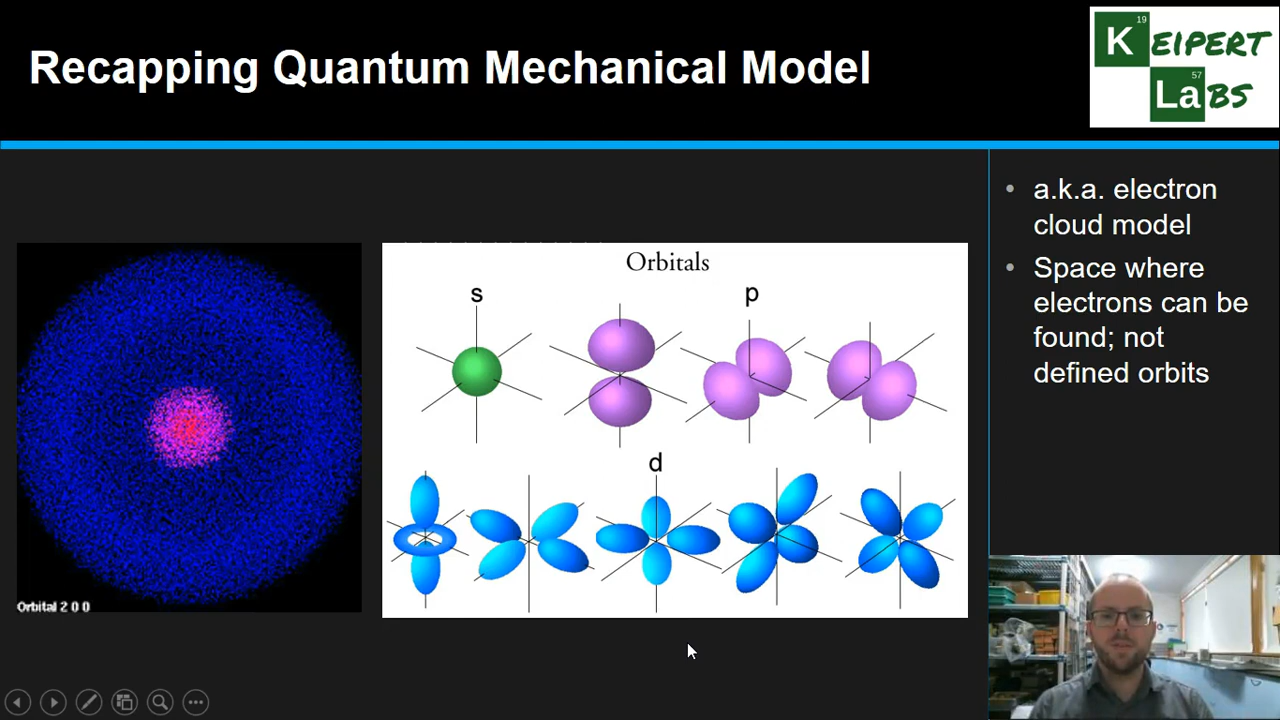 Recapping Quantum Mechanical Model
19
K EIPERT
57
La BS
Orbitals
s
p
d
Orbital 2 0 0
• a.k.a. electron
cloud model
• Space where
electrons can be
found; not
defined orbits